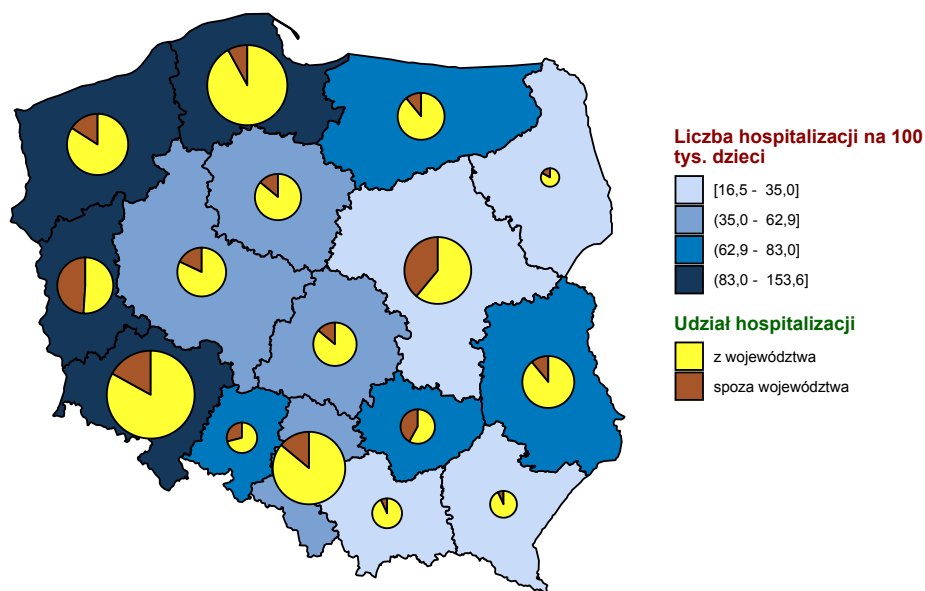 Liczba hospitalizacji na 100
tys. dzieci
[16,5 - 35,0]
(35,0 - 62,9]
(62,9 - 83,0]
(83,0 - 153,6]
Udział hospitalizacji
z województwa
spoza województwa